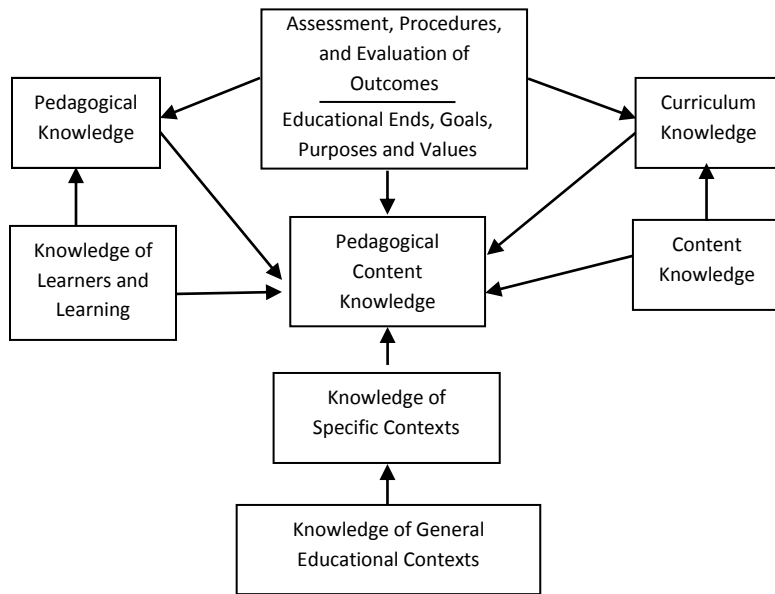 Assessment, Procedures,
and Evaluation of
Outcomes
Educational Ends, Goals,
Purposes and Values
Pedagogical
Knowledge
Curriculum
Knowledge
Knowledge of
Learners and
Learning
Pedagogical
Content
Knowledge
Content
Knowledge
Knowledge of
Specific Contexts
Knowledge of General
Educational Contexts